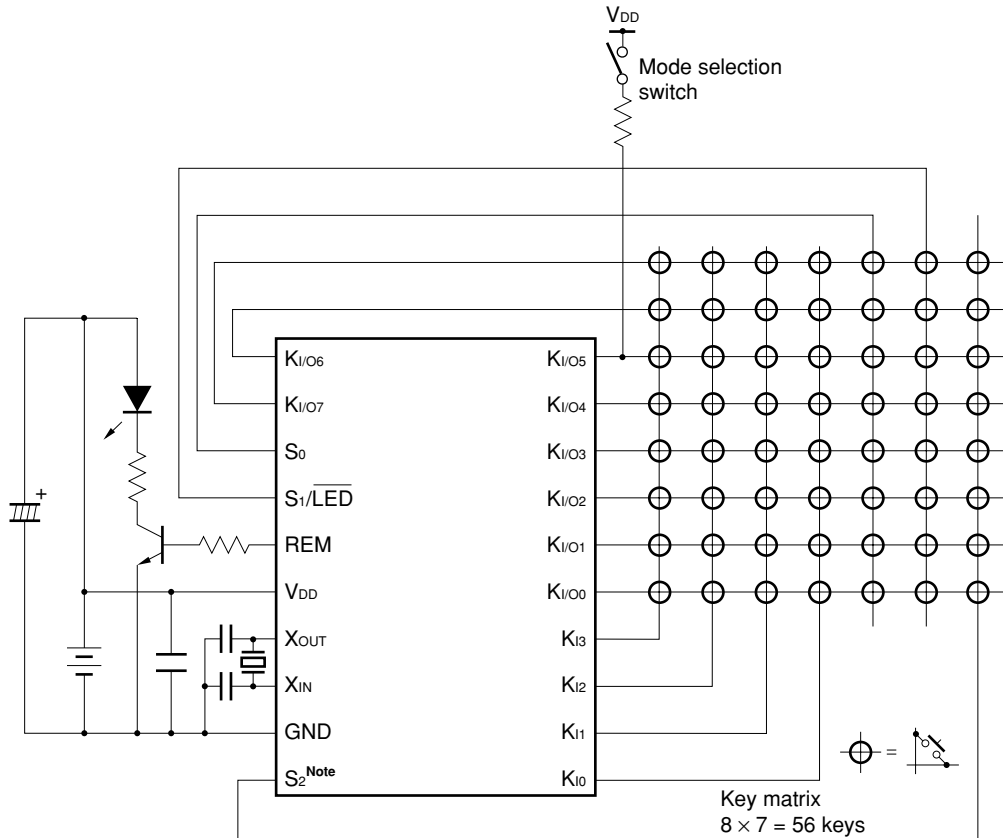 VDD
Mode selection
switch
KI/O6 KI/O5
KI/O7 KI/O4
S0 KI/O3
S1/LED KI/O2
REM KI/O1
VDD KI/O0
XOUT KI3
XIN KI2
GND KI1
S2 Note KI0
+
=
Key matrix
8 × 7 = 56 keys